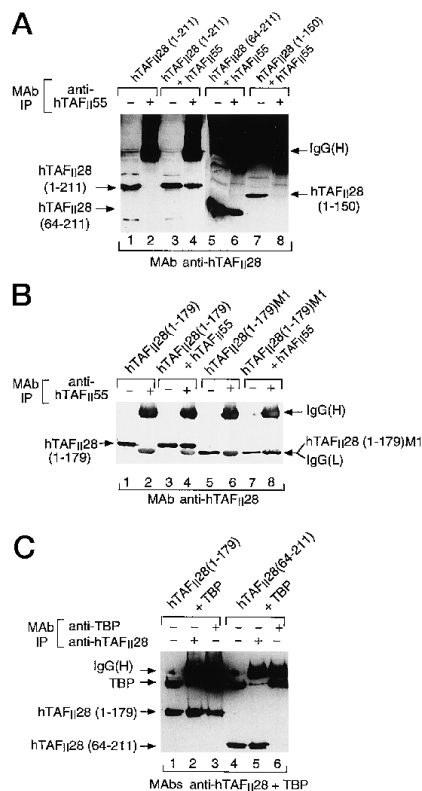 A
hTAFII28 (1-211)
hTAFII28 (1-211)
+ hTAFII55
hTAFII28 (64-211)
+ hTAFII55
hTAFII28 (1-150)
+ hTAFII55
MAb IP
anti-hTAFII55
– + – + – + – +
IgG(H)
hTAFII28
(1-211)
hTAFII28
(64-211)
hTAFII28
(1-150)
1 2 3 4 5 6 7 8
MAb anti-hTAFII28
B
hTAFII28(1-179)
hTAFII28(1-179)
+ hTAFII55
hTAFII28(1-179)M1
hTAFII28(1-179)M1
+ hTAFII55
MAb IP
anti-hTAFII55
– + – + – + – +
IgG(H)
hTAFII28
(1-179)
hTAFII28 (1-179)M1
IgG(L)
1 2 3 4 5 6 7 8
MAb anti-hTAFII28
C
hTAFII28(1-179)
+ TBP
hTAFII28(64-211)
+ TBP
MAb IP
anti-TBP – – + – – +
anti-hTAFII28 – + – – + –
IgG(H)
TBP
hTAFII28 (1-179)
hTAFII28 (64-211)
1 2 3 4 5 6
MAbs anti-hTAFII28 + TBP